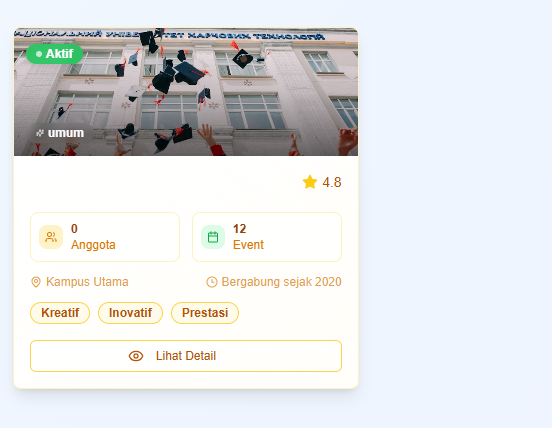 НАЦІОНАЛЬНИЙ УНІВЕРСИТЕТ ХАРЧОВИХ ТЕХНОЛОГІЙ
Aktif
umum
4.8
0
Anggota
12
Event
Kampus Utama
Bergabung sejak 2020
Kreatif
Inovatif
Prestasi
Lihat Detail